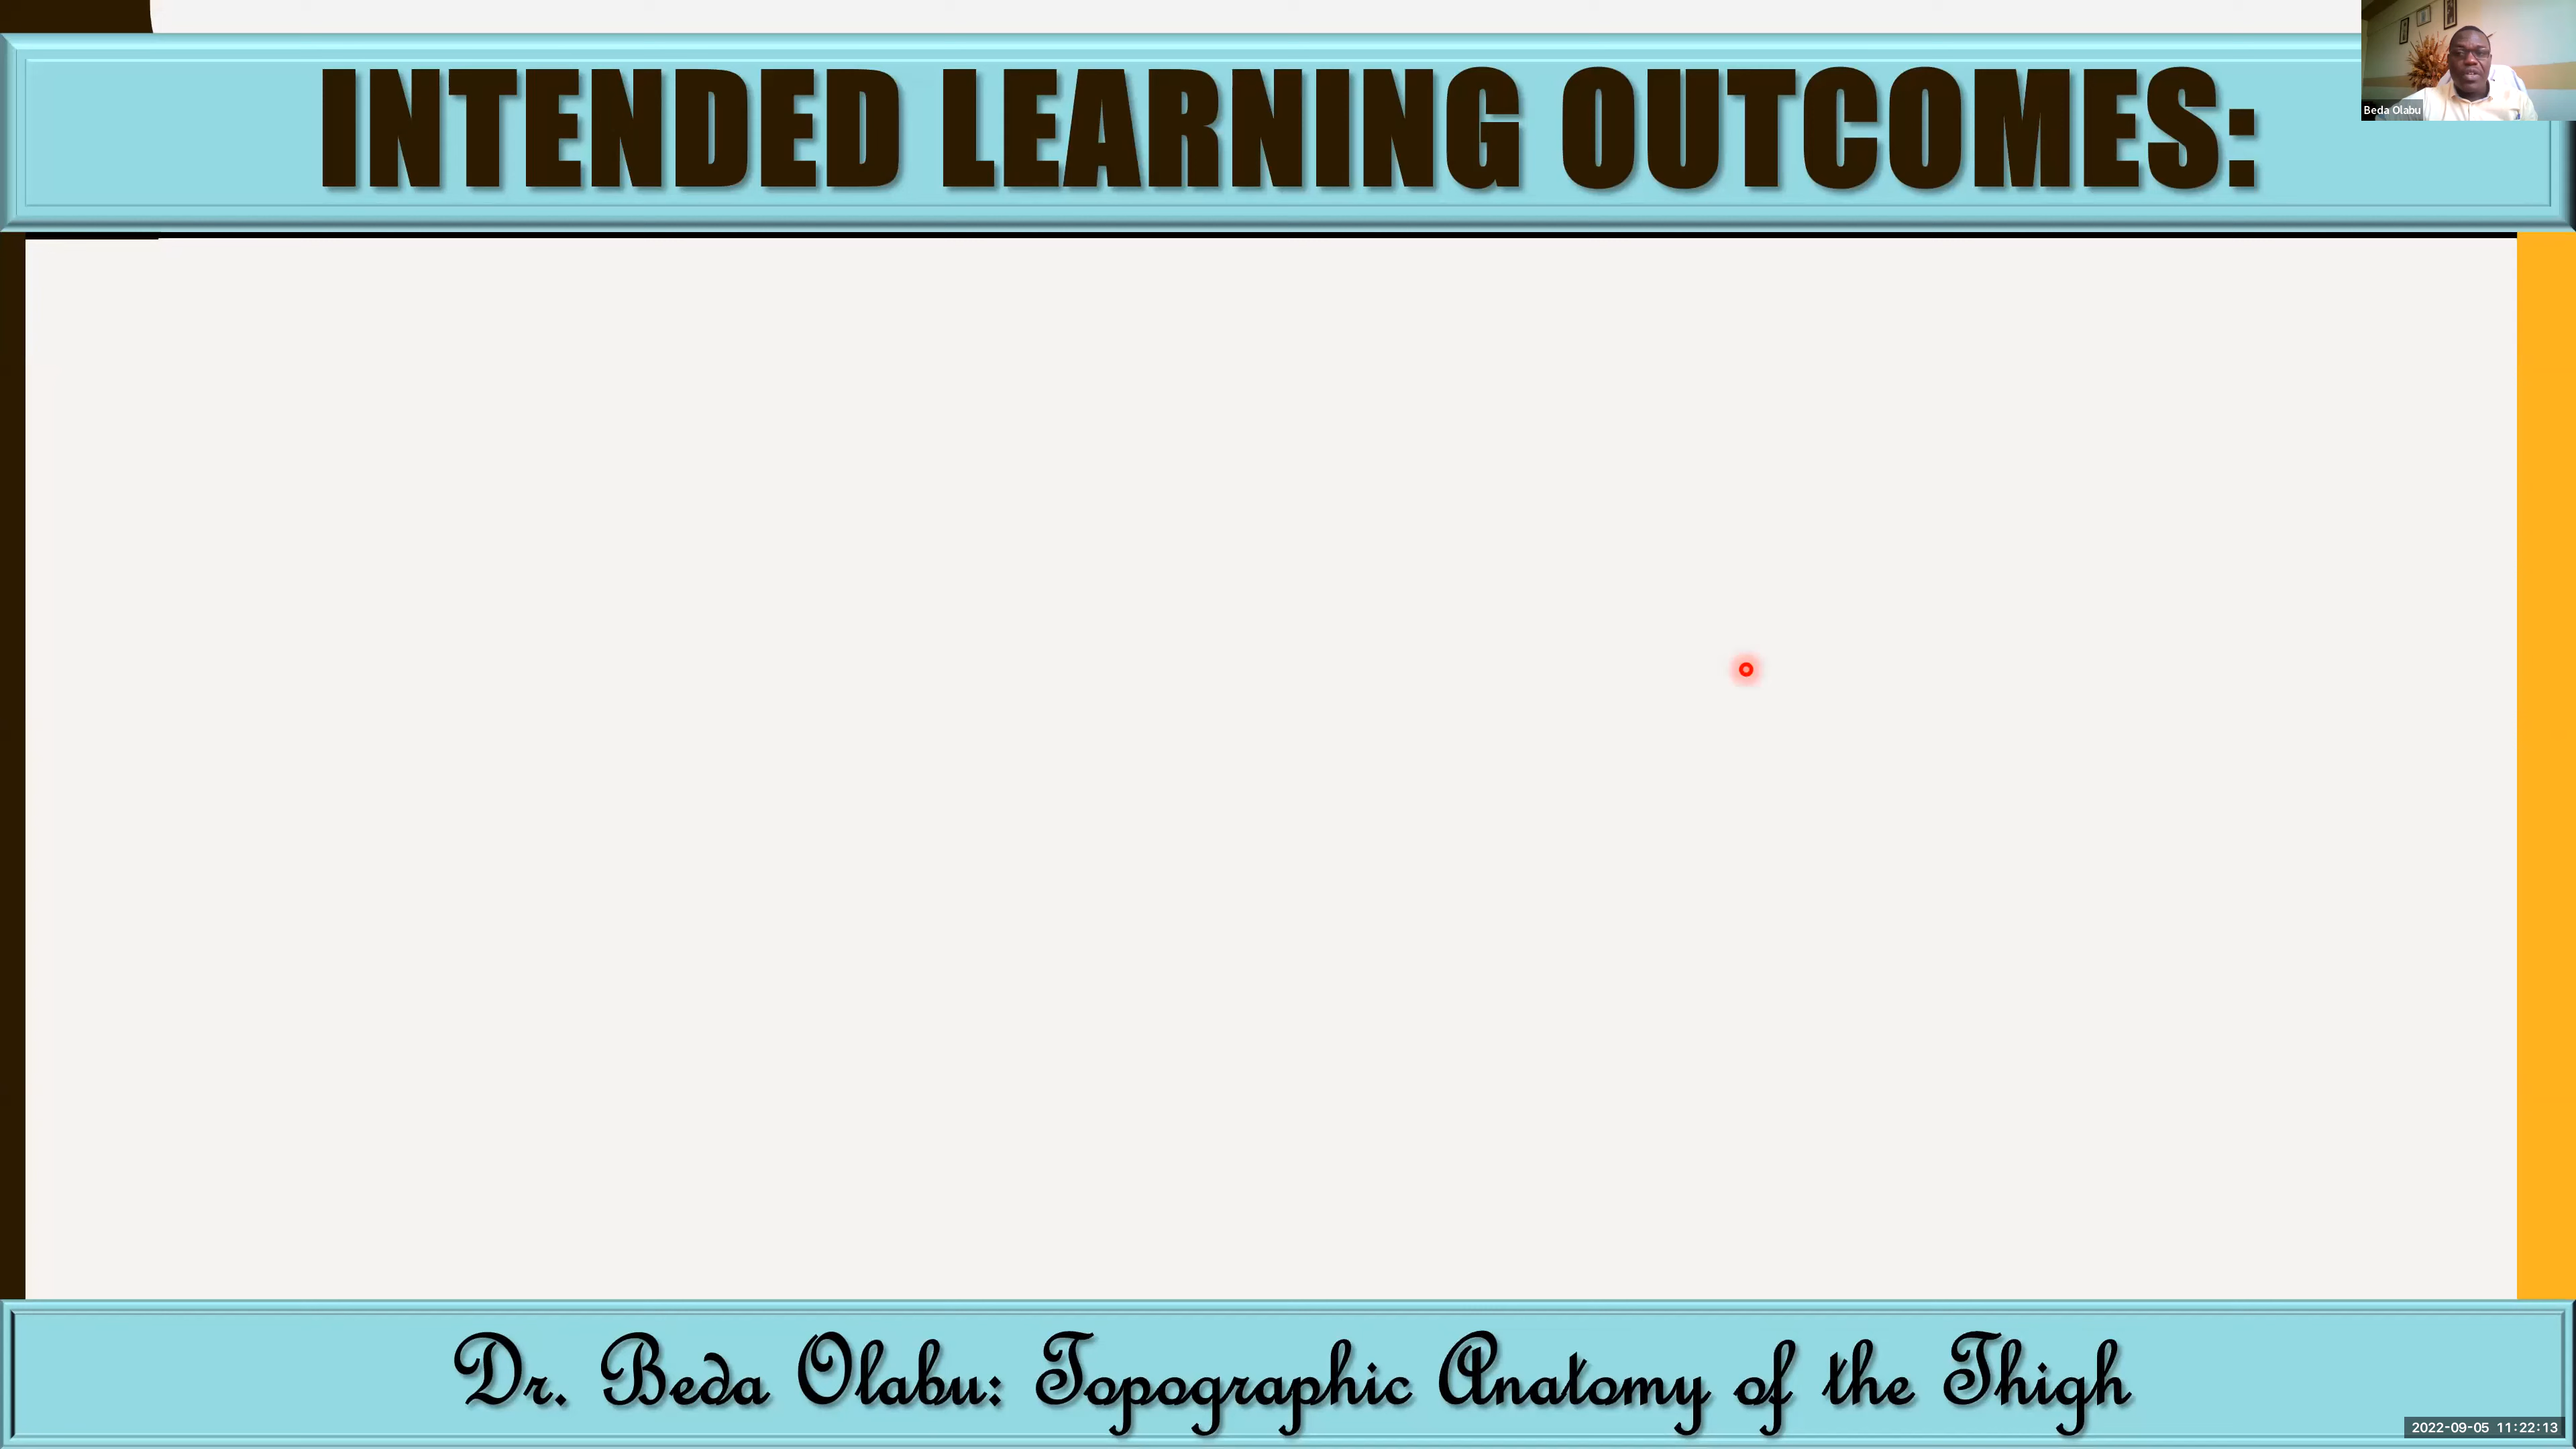 INTENDED LEARNING OUTCOMES:
Beda Olabu
Dr. Beda Olabu: Topographic Anatomy of the Thigh
2022-09-05 11:22:13